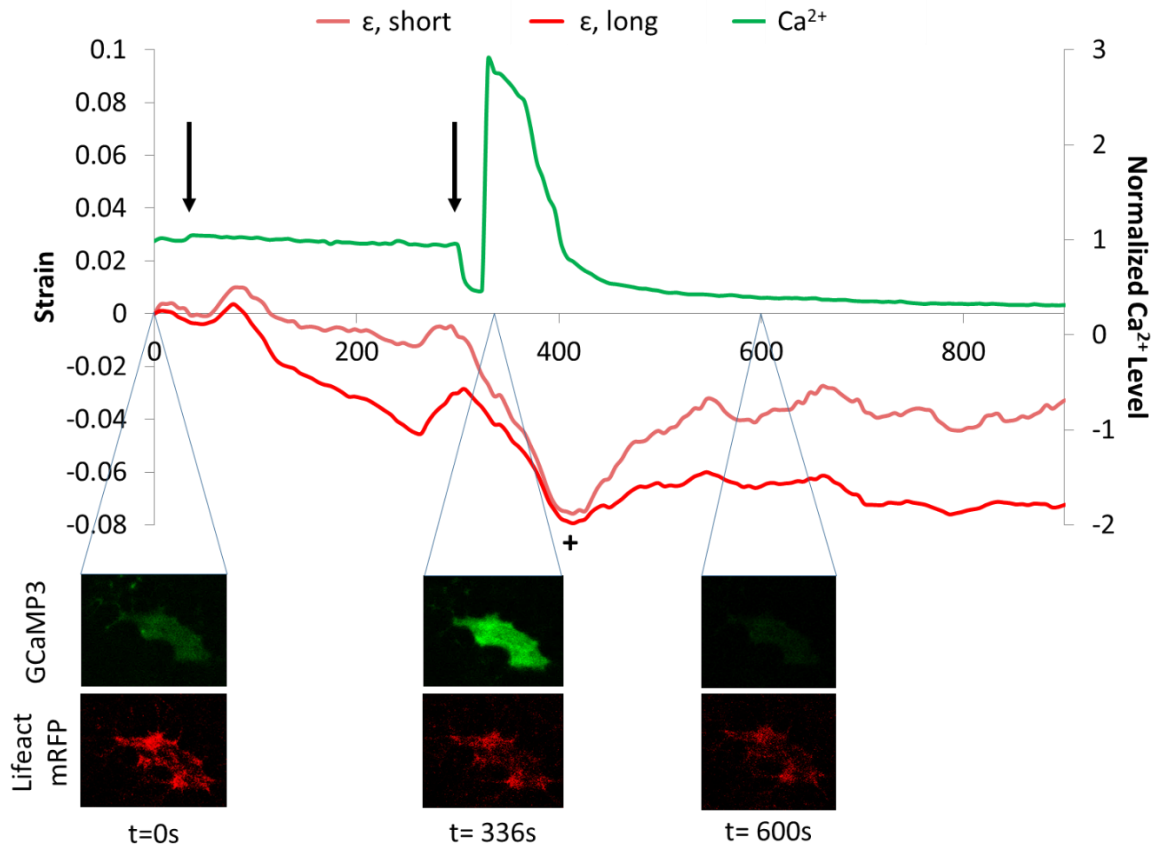 ε, short ε, long Ca²⁺
0.1
0.08
0.06
0.04
0.02
0
-0.02
-0.04
-0.06
-0.08
Strain
3
2
1
0
-1
-2
Normalized Ca²⁺ Level
0 200 400 600 800
+
GCaMP3
Lifeact
mRFP
t=0s t= 336s t= 600s